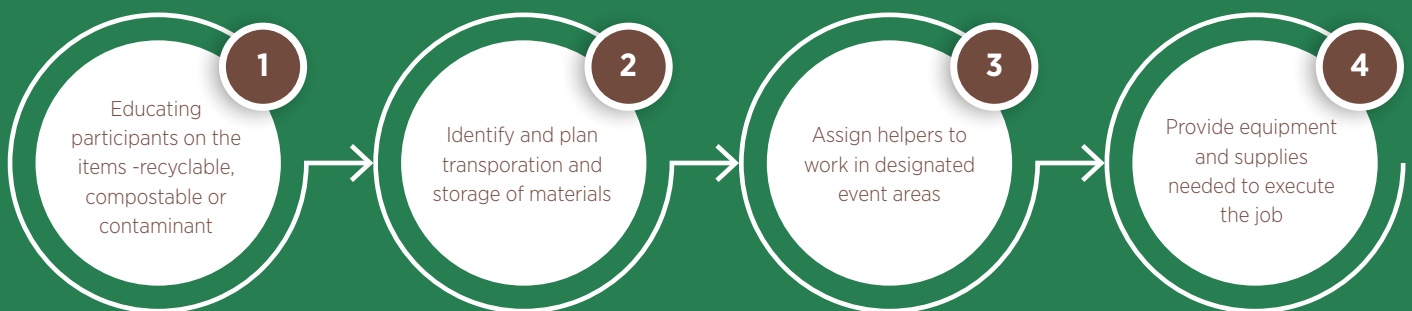 1
Educating
participants on the
items -recyclable,
compostable or
contaminant
2
Identify and plan
transporation and
storage of materials
3
Assign helpers to
work in designated
event areas
4
Provide equipment
and supplies
needed to execute
the job